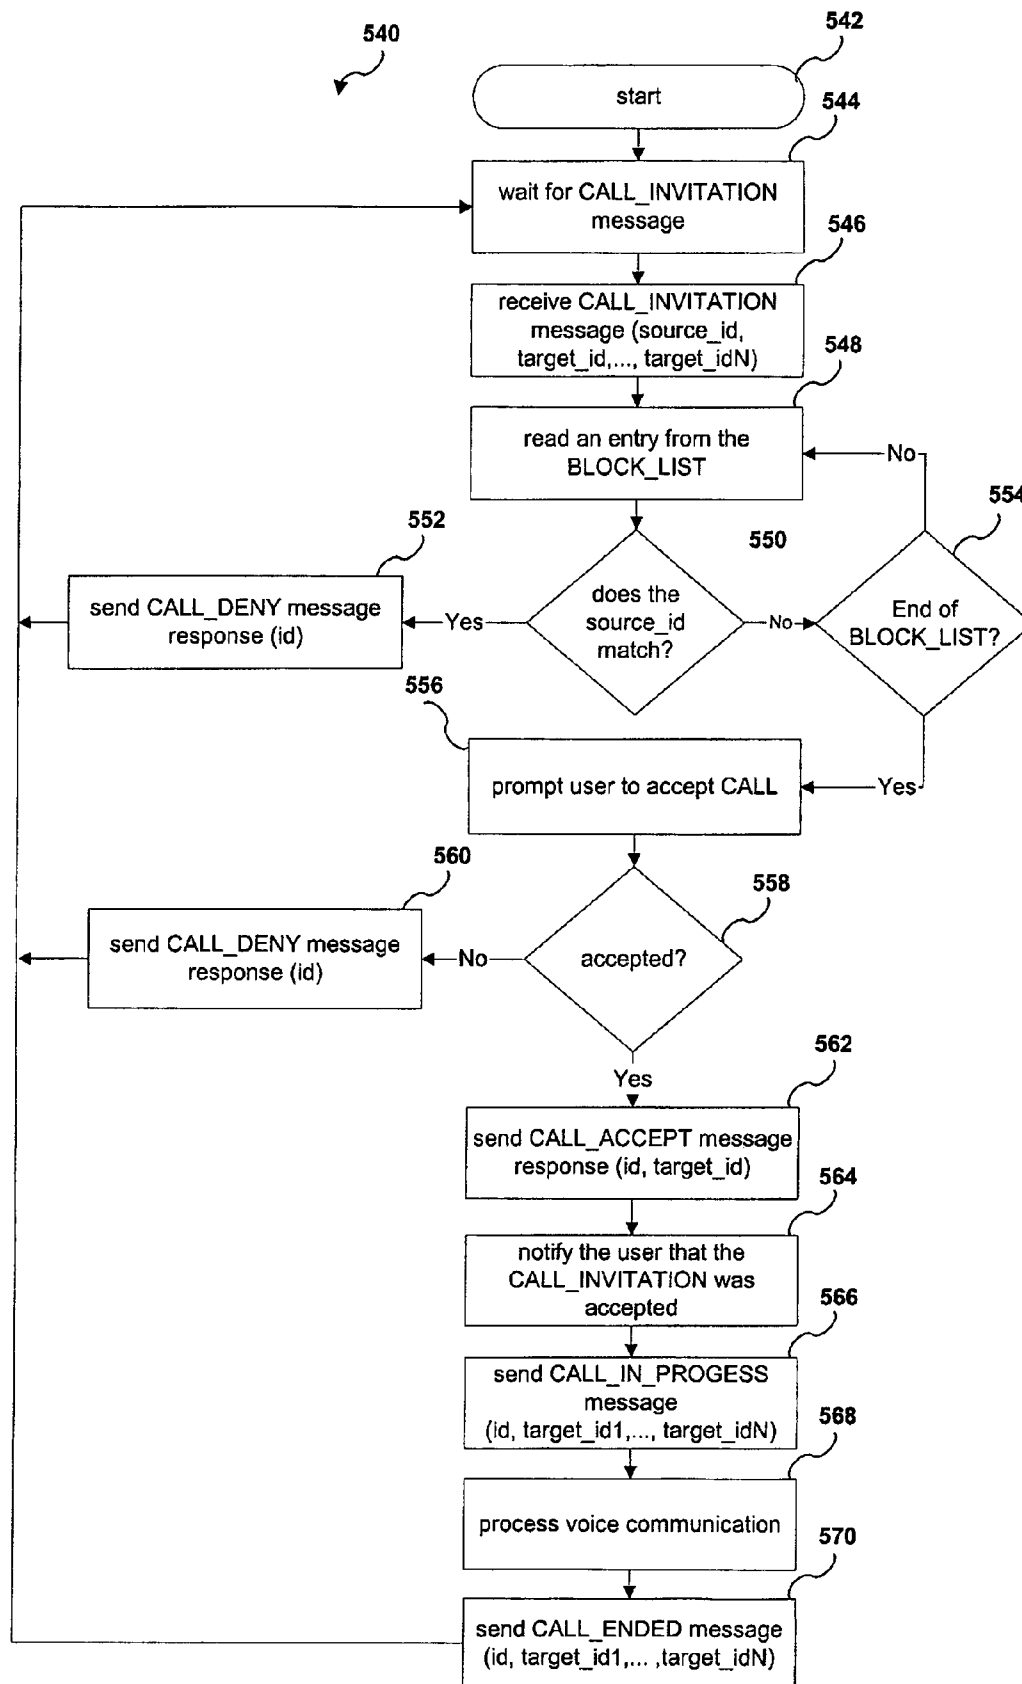 540
542
start
544
wait for CALL_INVITATION
message
546
receive CALL_INVITATION
message (source_id,
target_id,..., target_idN)
548
read an entry from the
BLOCK_LIST
No
554
552
550
send CALL_DENY message
response (id)
Yes
does the
source_id
match?
No
End of
BLOCK_LIST?
556
prompt user to accept CALL
Yes
560
558
send CALL_DENY message
response (id)
No
accepted?
Yes
562
send CALL_ACCEPT message
response (id, target_id)
564
notify the user that the
CALL_INVITATION was
accepted
566
send CALL_IN_PROGESS
message
(id, target_id1,..., target_idN)
568
process voice communication
570
send CALL_ENDED message
(id, target_id1,... ,target_idN)